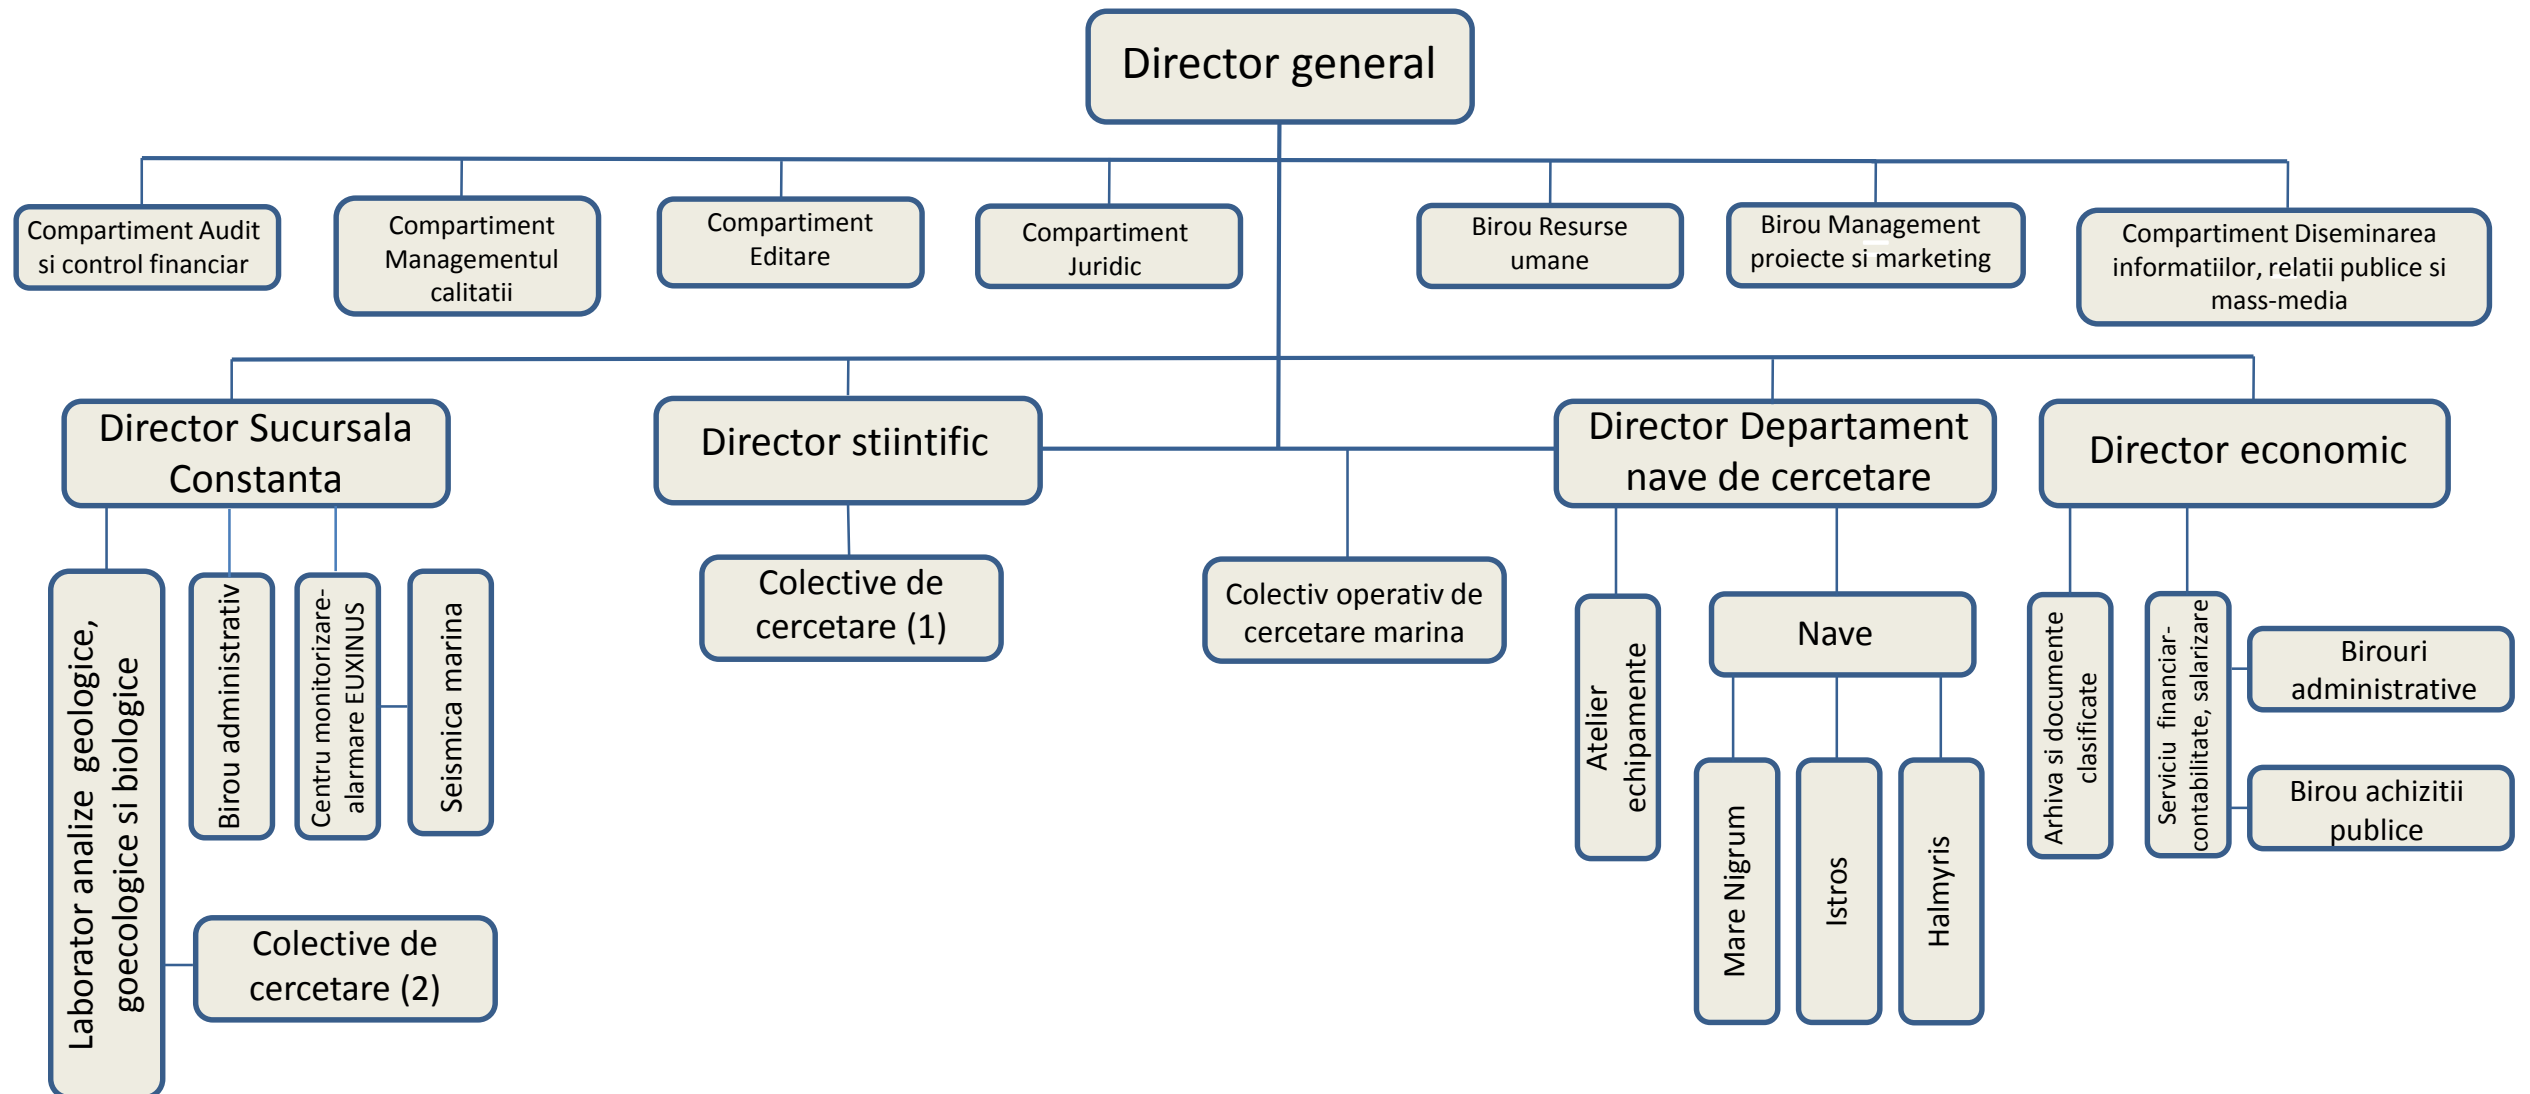 Director general
Compartiment Audit
si control financiar
Compartiment
Managementul
calitatii
Compartiment
Editare
Compartiment
Juridic
Birou Resurse
umane
Birou Management
proiecte si marketing
Compartiment Diseminarea
informatiilor, relatii publice si
mass-media
Director Sucursala
Constanta
Director stiintific
Director Departament
nave de cercetare
Director economic
Laborator analize geologice,
goecologice si biologice
Birou administrativ
Centru monitorizare-
alarmare EUXINUS
Seismica marina
Colective de
cercetare (2)
Colective de
cercetare (1)
Colectiv operativ de
cercetare marina
Atelier
echipamente
Nave
Mare Nigrum
Istros
Halmyris
Arhiva si documente
clasificate
Serviciu financiar-
contabilitate, salarizare
Birouri
administrative
Birou achizitii
publice